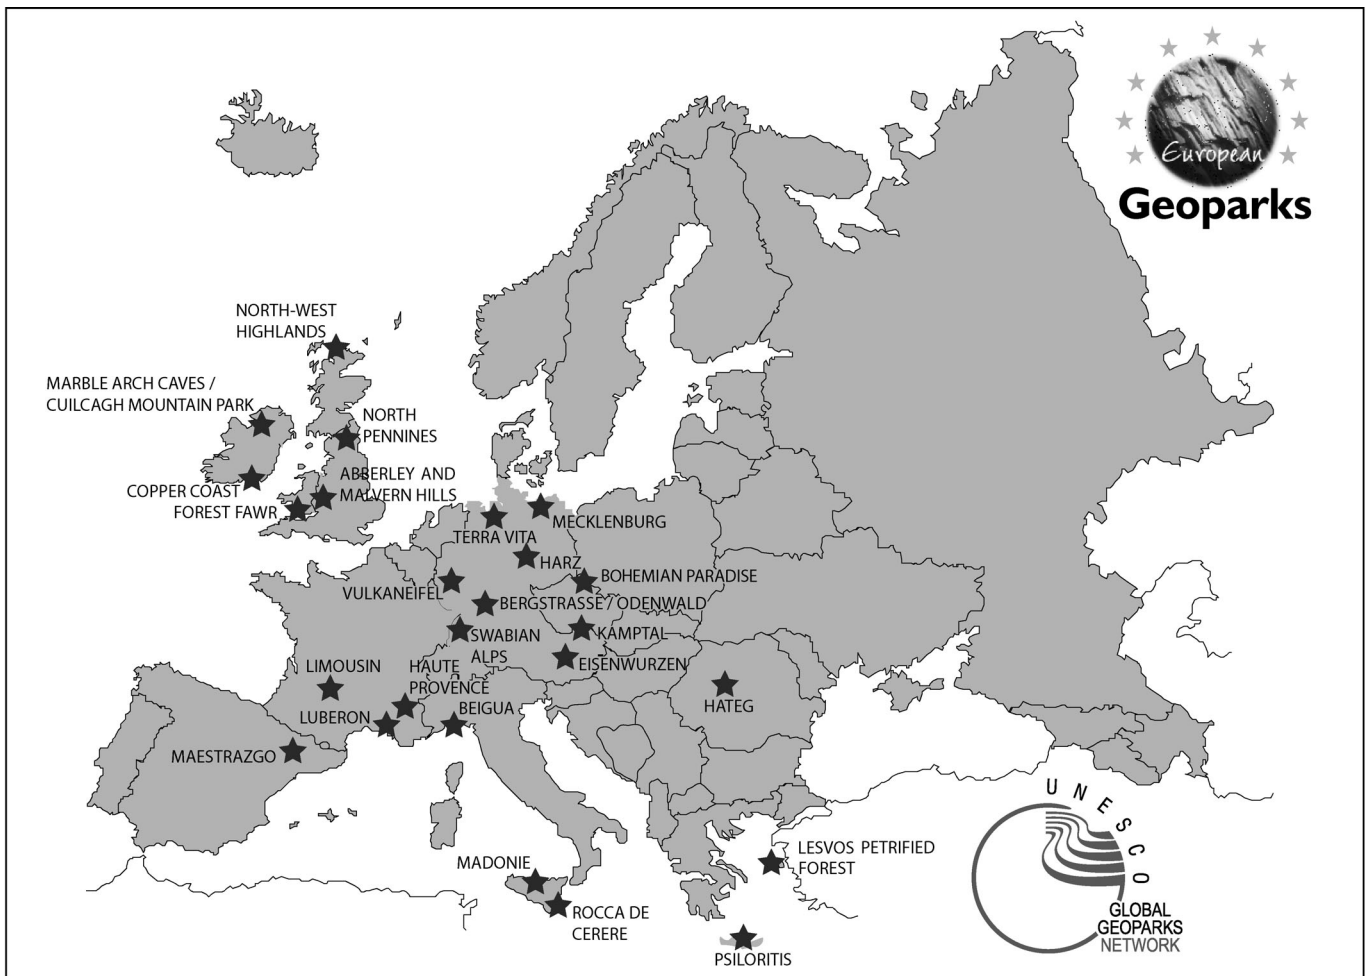 European
Geoparks
NORTH-WEST
HIGHLANDS
MARBLE ARCH CAVES /
CUILCAGH MOUNTAIN PARK
NORTH
PENNINES
ABBERLEY AND
MALVERN HILLS
COPPER COAST
FOREST FAWR
MECKLENBURG
TERRA VITA
HARZ
BOHEMIAN PARADISE
VULKANEIFEL
BERGSTRASSE / ODENWALD
SWABIAN
ALPS
KAMPTAL
EISENWURZEN
LIMOUSIN
HAUTE
PROVENCE
HATEG
LUBERON
BEIGUA
MAESTRAZGO
UNESCO
LESVOS PETRIFIED
FOREST
MADONIE
ROCCA DE
CERERE
GLOBAL
GEOPARKS
NETWORK
PSILORITIS